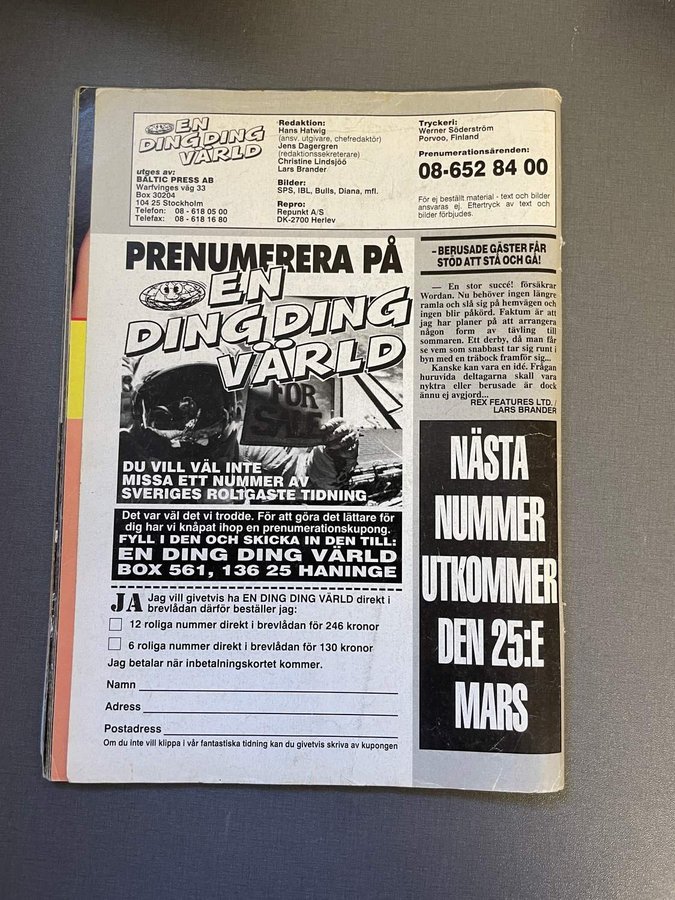 EN
DING DING
VÄRLD
utges av:
BALTIC PRESS AB
Warfvinges väg 33
Box 30204
104 25 Stockholm
Telefon: 08 - 618 05 00
Telefax: 08 - 618 16 80
Redaktion:
Hans Hatwig
(ansv. utgivare, chefredaktör)
Jens Dagergren
(redaktionssekreterare)
Christine Lindsjöö
Lars Brander
Bilder:
SPS, IBL, Bulls, Diana, mfl.
Repro:
Repunkt A/S
DK-2700 Herlev
Tryckeri:
Werner Söderström
Porvoo, Finland
Prenumerationsärenden:
08-652 84 00
För ej beställt material - text och bilder
ansvaras ej. Eftertryck av text och
bilder förbjudes.
PRENUMERERA PÅ
EN
DING DING
VÄRLD
FOR
SALE
DU VILL VÄL INTE
MISSA ETT NUMMER AV
SVERIGES ROLIGASTE TIDNING
Det var väl det vi trodde. För att göra det lättare för
dig har vi knåpat ihop en prenumerationskupong.
FYLL I DEN OCH SKICKA IN DEN TILL:
EN DING DING VÄRLD
BOX 561, 136 25 HANINGE
JA Jag vill givetvis ha EN DING DING VÄRLD direkt i
brevlådan därför beställer jag:
12 roliga nummer direkt i brevlådan för 246 kronor
6 roliga nummer direkt i brevlådan för 130 kronor
Jag betalar när inbetalningskortet kommer.
Namn
Adress
Postadress
Om du inte vill klippa i vår fantastiska tidning kan du givetvis skriva av kupongen
– BERUSADE GÄSTER FÅR
STÖD ATT STÅ OCH GÅ!
— En stor succé! försäkrar
Wordan. Nu behöver ingen längre
ramla och slå sig på hemvägen och
ingen blir påkörd. Faktum är att
jag har planer på att arrangera
någon form av tävling till
sommaren. Ett derby, då man får
se vem som snabbast tar sig runt i
byn med en träbock framför sig...
Kanske kan vara en idé. Frågan
huruvida deltagarna skall vara
nyktra eller berusade är dock
ännu ej avgjord...
REX FEATURES LTD. /
LARS BRANDER
NÄSTA
NUMMER
UTKOMMER
DEN 25:E
MARS